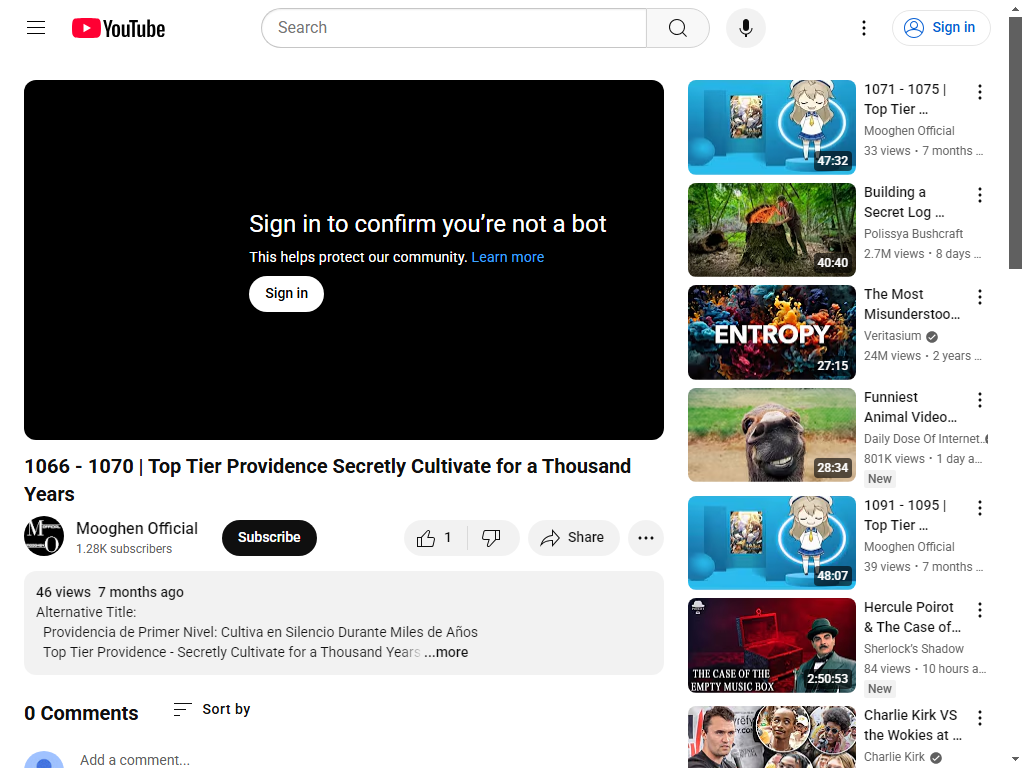 YouTube
Search
Sign in
Sign in to confirm you’re not a bot
This helps protect our community. Learn more
Sign in
1066 - 1070 | Top Tier Providence Secretly Cultivate for a Thousand
Years
Mooghen Official
1.28K subscribers
Subscribe
1
Share
46 views 7 months ago
Alternative Title:
Providencia de Primer Nivel: Cultiva en Silencio Durante Miles de Años
Top Tier Providence - Secretly Cultivate for a Thousand Years ...more
0 Comments
Sort by
Add a comment...
47:32
1071 - 1075 |
Top Tier ...
Mooghen Official
33 views • 7 months ...
40:40
Building a
Secret Log ...
Polissya Bushcraft
2.7M views • 8 days ...
ENTROPY
27:15
The Most
Misunderstoo...
Veritasium
24M views • 2 years ...
28:34
Funniest
Animal Video...
Daily Dose Of Internet.
801K views • 1 day a...
New
48:07
1091 - 1095 |
Top Tier ...
Mooghen Official
39 views • 7 months ...
THE CASE OF THE
EMPTY MUSIC BOX
2:50:53
Hercule Poirot
& The Case of...
Sherlock’s Shadow
84 views • 10 hours a...
New
Charlie Kirk VS
the Wokies at ...
Charlie Kirk